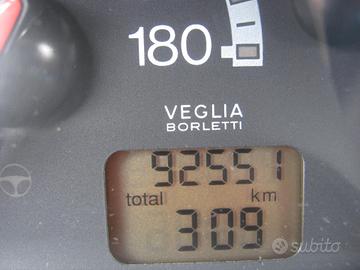 180
VEGLIA
BORLETTI
92551
total km
309
subito